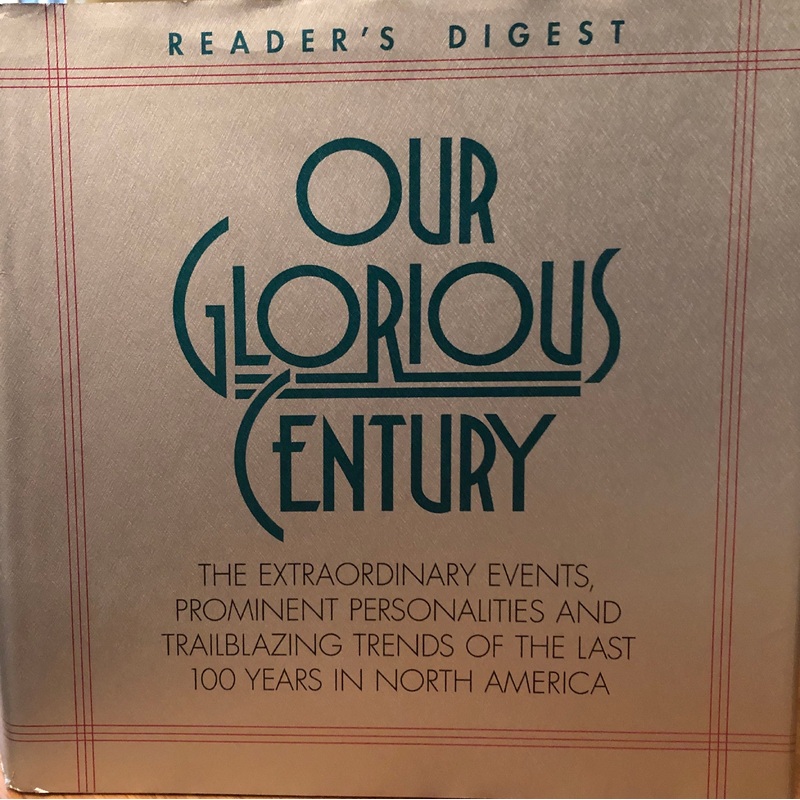 READER'S DIGEST
OUR
GLORIOUS
CENTURY
THE EXTRAORDINARY EVENTS,
PROMINENT PERSONALITIES AND
TRAILBLAZING TRENDS OF THE LAST
100 YEARS IN NORTH AMERICA